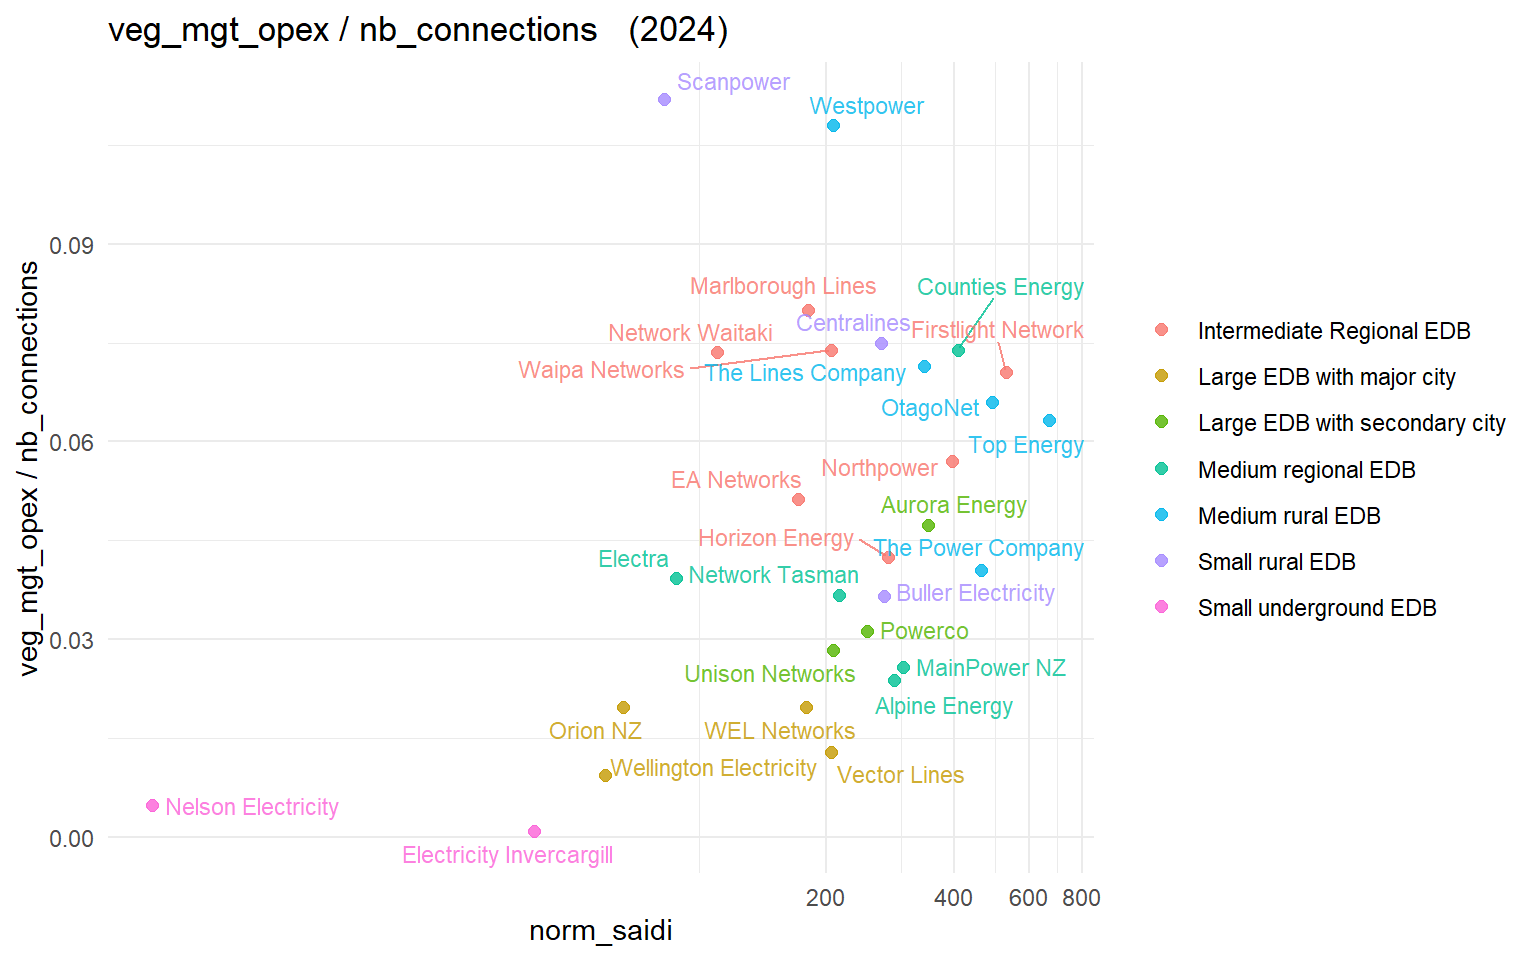 veg_mgt_opex / nb_connections (2024)
Scanpower
Westpower
0.09
Marlborough Lines
Counties Energy
Centralines
Firstlight Network
Network Waitaki
Waipa Networks
The Lines Company
OtagoNet
Top Energy
0.06
Northpower
EA Networks
Aurora Energy
Horizon Energy
The Power Company
Electra
Network Tasman
Buller Electricity
Powerco
0.03
Unison Networks
MainPower NZ
Alpine Energy
Orion NZ
WEL Networks
Wellington Electricity
Vector Lines
Nelson Electricity
0.00
Electricity Invercargill
200
400
600
800
norm_saidi
veg_mgt_opex / nb_connections
Intermediate Regional EDB
Large EDB with major city
Large EDB with secondary city
Medium regional EDB
Medium rural EDB
Small rural EDB
Small underground EDB